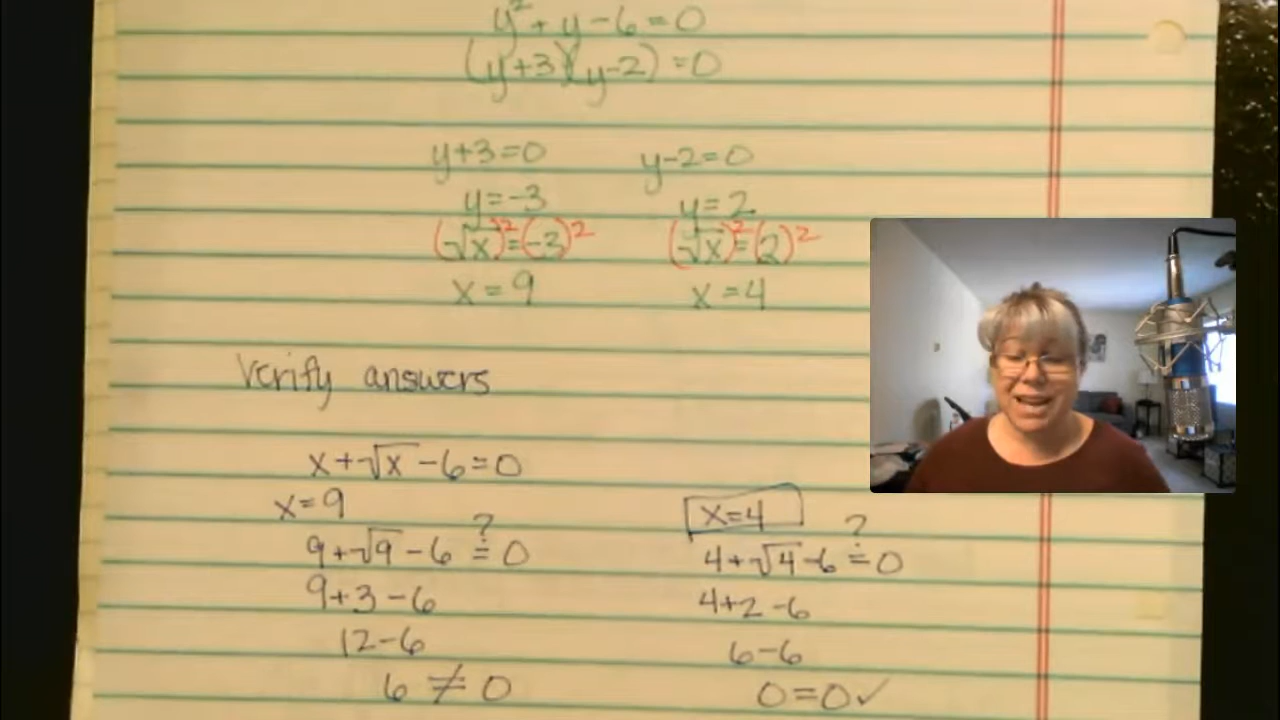 y² + y - 6 = 0
(y+3)(y-2) = 0
y+3=0 y-2=0
y=-3 y=2
(√x)²=(-3)² (√x)²=(2)²
x=9 x=4
Verify answers
x+√x-6=0
x=9 x=4
9+√9-6≟0 4+√4-6≟0
9+3-6 4+2-6
12-6 6-6
6≠0 0=0✓